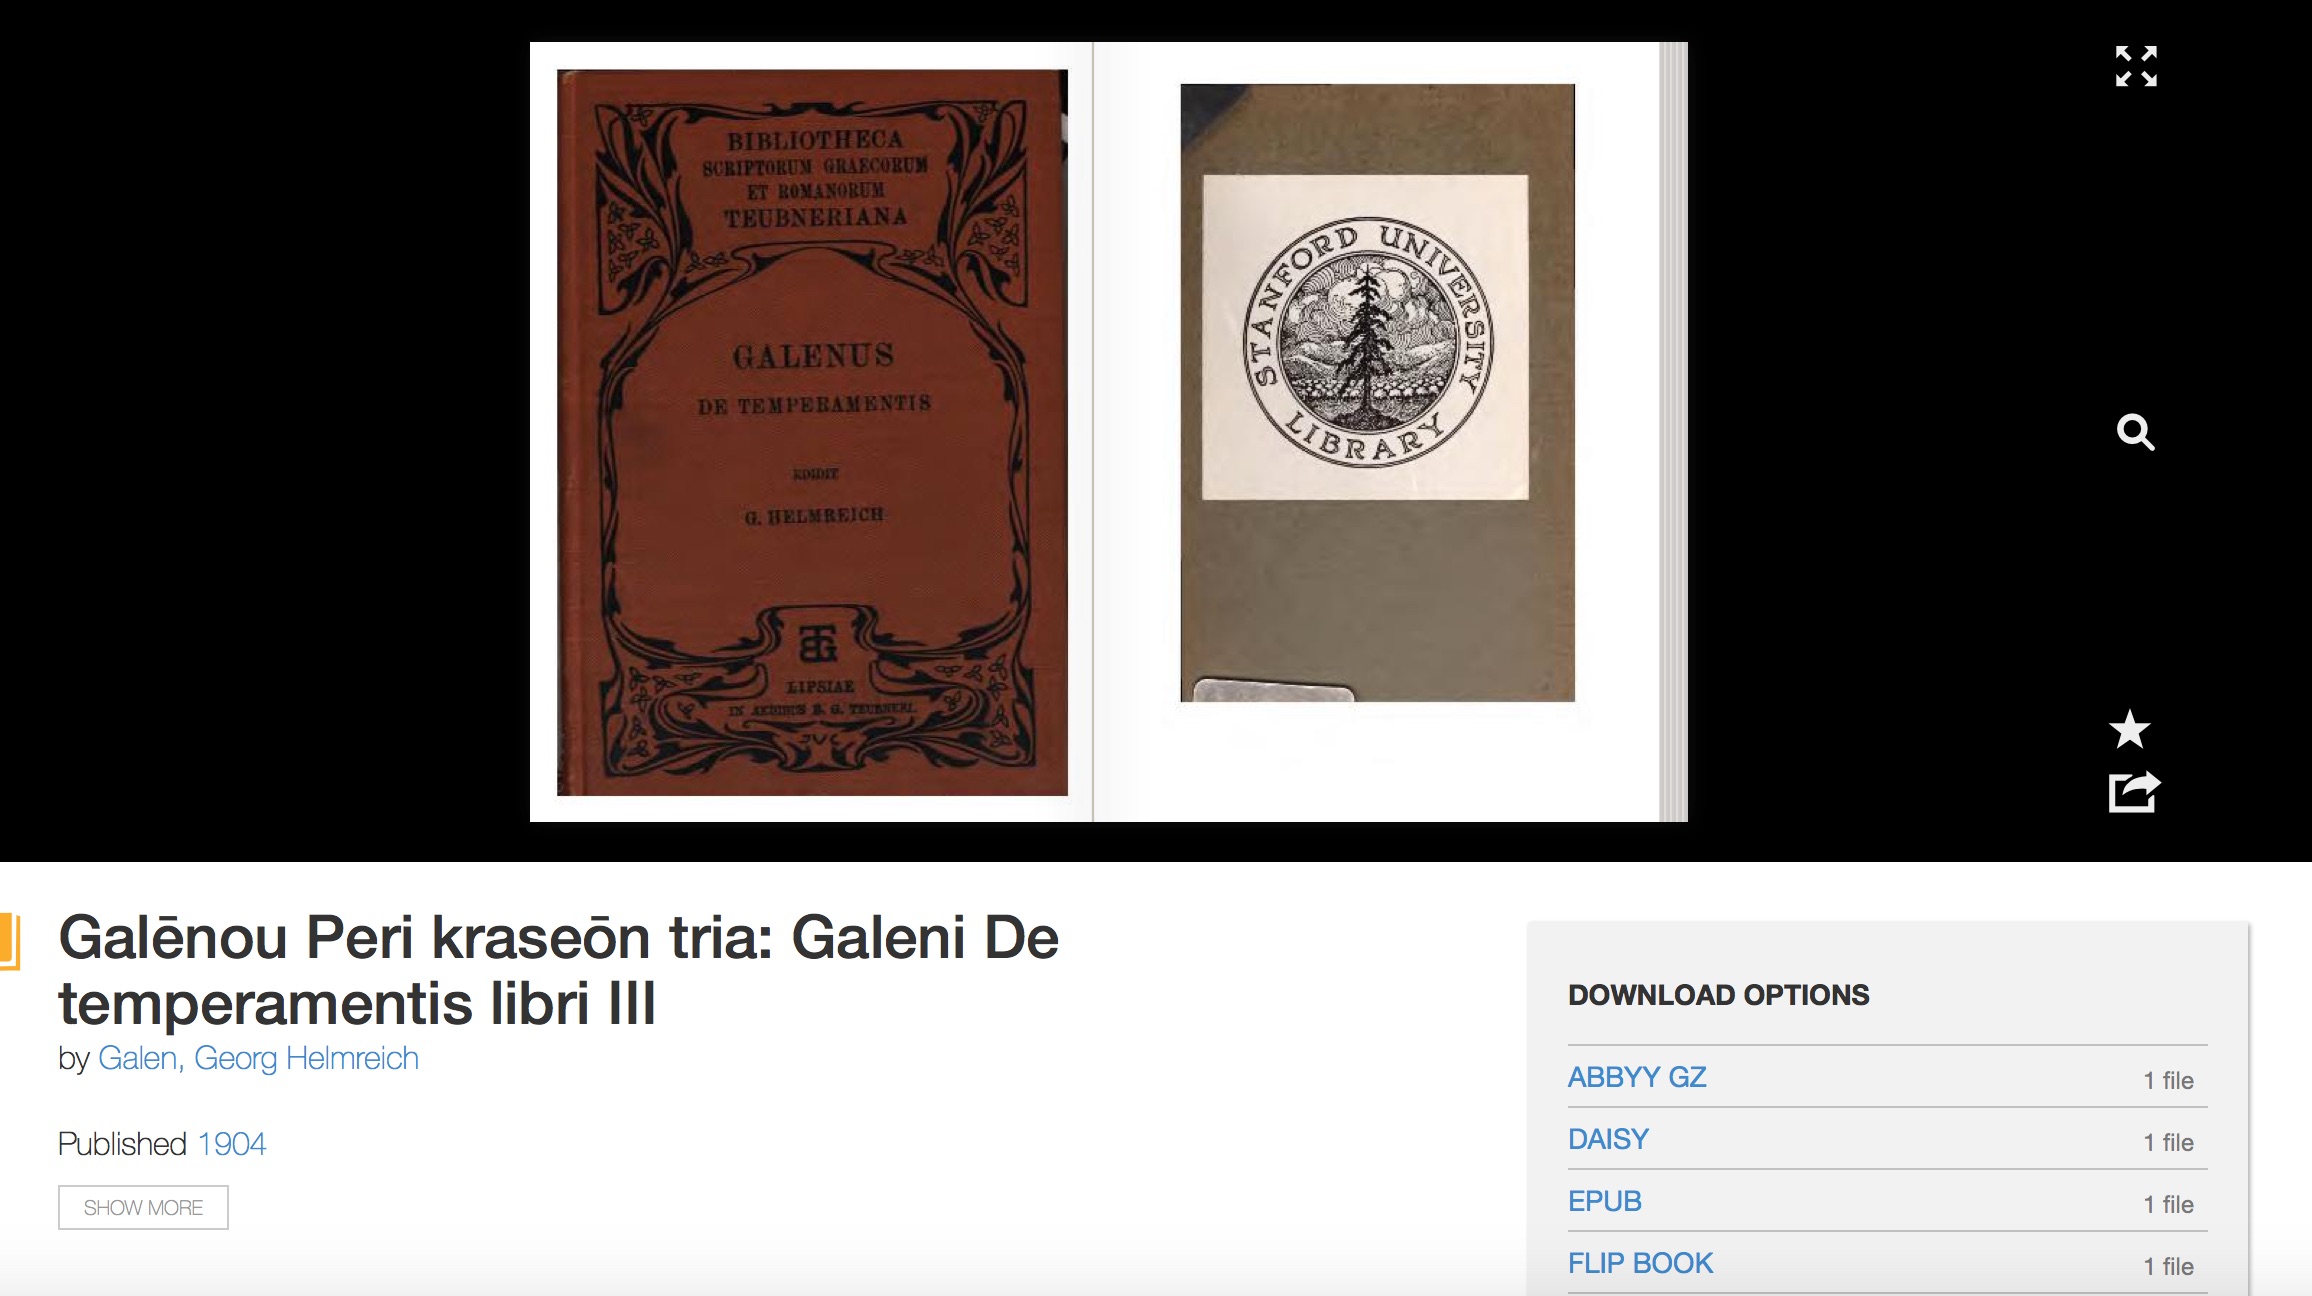 BIBLIOTHECA
SCRIPTORUM GRAECORUM
ET ROMANORUM
TEUBNERIANA
GALENUS
DE TEMPERAMENTIS
EDIDIT
G. HELMREICH
BTG
LIPSIAE
IN AEDIBUS B. G. TEUBNERI.
STANFORD UNIVERSITY
LIBRARY
Galēnou Peri kraseōn tria: Galeni De
temperamentis libri III
by Galen, Georg Helmreich
Published 1904
SHOW MORE
DOWNLOAD OPTIONS
ABBYY GZ 1 file
DAISY 1 file
EPUB 1 file
FLIP BOOK 1 file